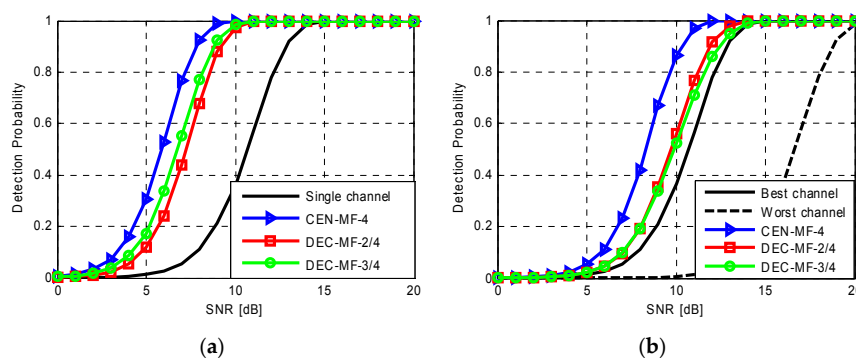 Detection Probability
1
0.8
0.6
0.4
0.2
0
0
5
10
15
20
SNR [dB]
Single channel
CEN-MF-4
DEC-MF-2/4
DEC-MF-3/4
(a)
Detection Probability
1
0.8
0.6
0.4
0.2
0
0
5
10
15
20
SNR [dB]
Best channel
Worst channel
CEN-MF-4
DEC-MF-2/4
DEC-MF-3/4
(b)